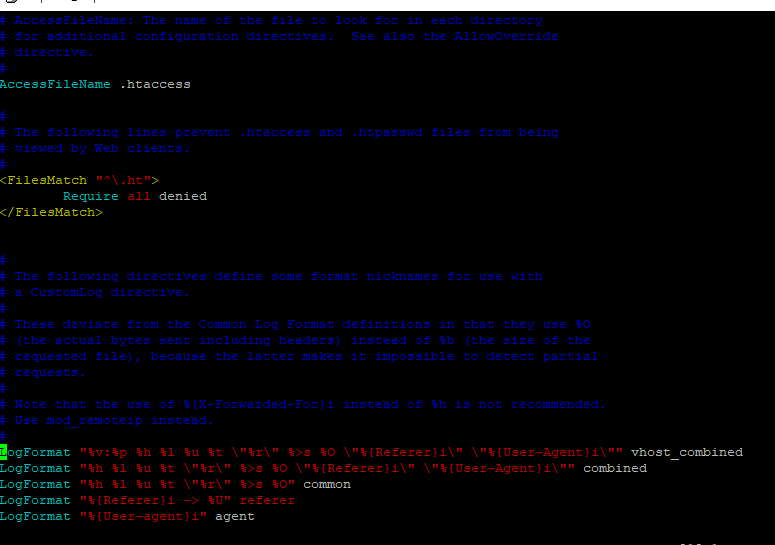 # AccessFileName: The name of the file to look for in each directory
# for additional configuration directives.  See also the AllowOverride
# directive.
#
AccessFileName .htaccess

#
# The following lines prevent .htaccess and .htpasswd files from being
# viewed by Web clients.
#
<FilesMatch "^\.ht">
        Require all denied
</FilesMatch>


#
# The following directives define some format nicknames for use with
# a CustomLog directive.
#
# These deviate from the Common Log Format definitions in that they use %O
# (the actual bytes sent including headers) instead of %b (the size of the
# requested file), because the latter makes it impossible to detect partial
# requests.
#
# Note that the use of %{X-Forwarded-For}i instead of %h is not recommended.
# Use mod_remoteip instead.
#
LogFormat "%v:%p %h %l %u %t \"%r\" %>s %O \"%{Referer}i\" \"%{User-Agent}i\"" vhost_combined
LogFormat "%h %l %u %t \"%r\" %>s %O \"%{Referer}i\" \"%{User-Agent}i\"" combined
LogFormat "%h %l %u %t \"%r\" %>s %O" common
LogFormat "%{Referer}i -> %U" referer
LogFormat "%{User-agent}i" agent